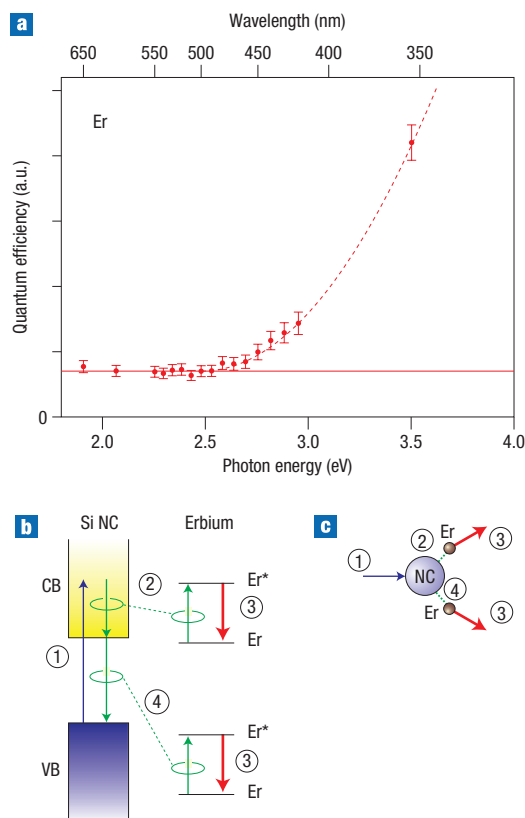 a
Wavelength (nm)
650 550 500 450 400 350
Er
Quantum efficiency (a.u.)
0
2.0 2.5 3.0 3.5 4.0
Photon energy (eV)
b
Si NC Erbium
CB
VB
1
2
Er*
3
Er
4
Er*
3
Er
c
1
2
Er
3
NC
4
Er
3